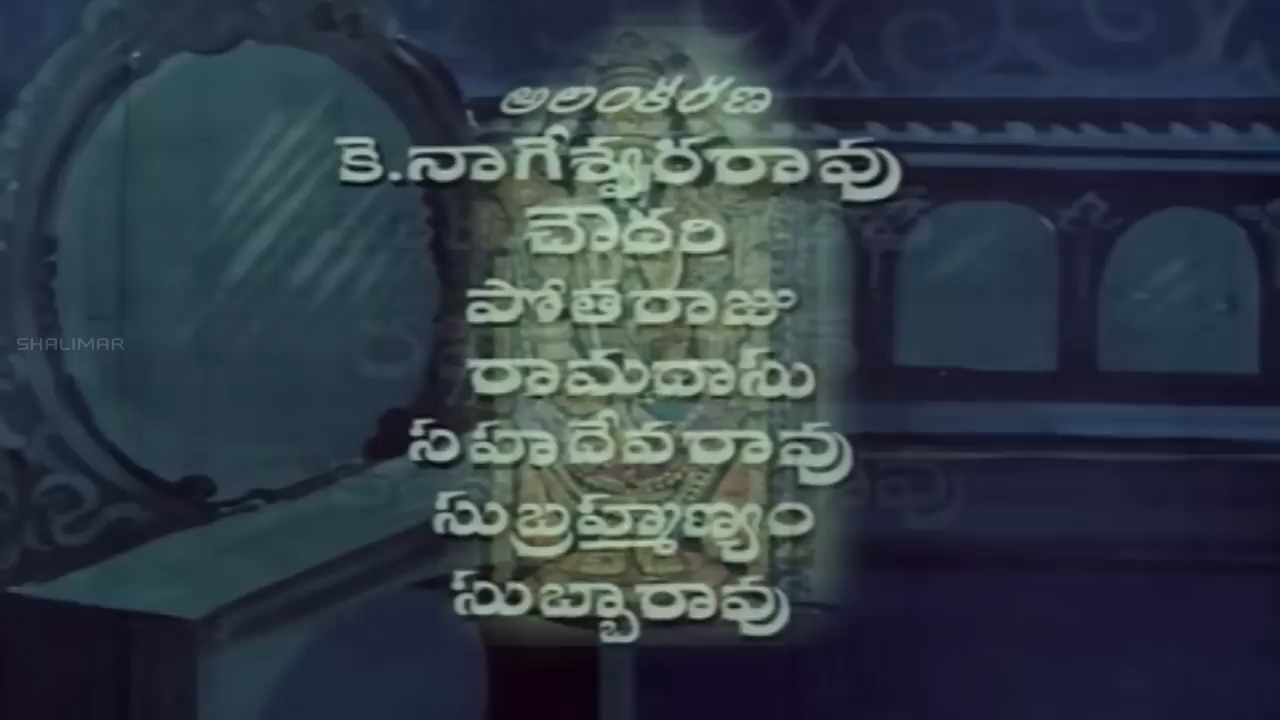 అలంకరణ
కె.నాగేశ్వరరావు
చౌదరి
పోతరాజు
రామదాసు
సహదేవరావు
సుబ్రహ్మణ్యం
సుబ్బారావు
SHALIMAR